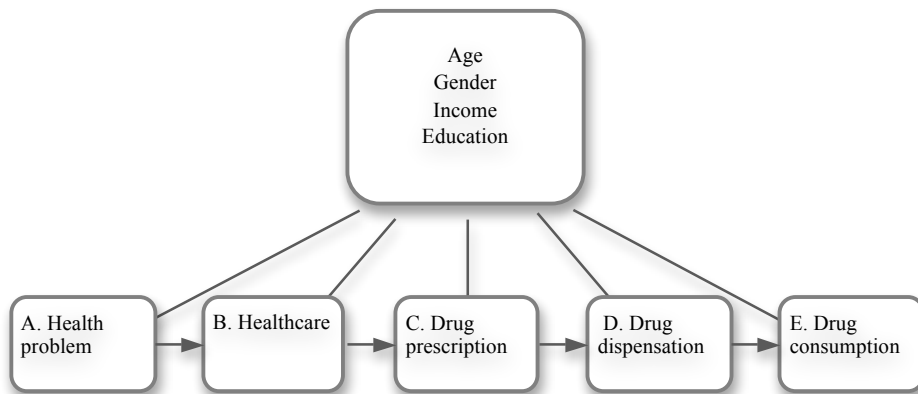 Age
Gender
Income
Education
A. Health
problem
B. Healthcare
C. Drug
prescription
D. Drug
dispensation
E. Drug
consumption